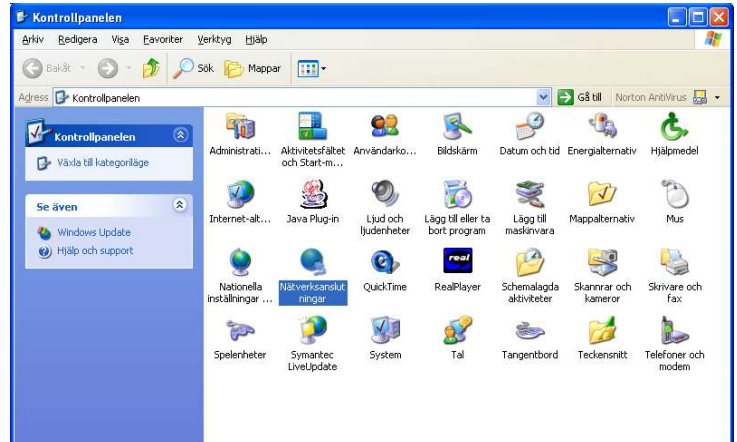 Kontrollpanelen
Arkiv Redigera Visa Favoriter Verktyg Hjälp
Bakåt Sök Mappar
Adress Kontrollpanelen Gå till Norton AntiVirus
Kontrollpanelen
Växla till kategoriläge
Se även
Windows Update
Hjälp och support
Administrati... Aktivitetsfältet Användarko... Bildskärm Datum och tid Energialternativ Hjälpmedel
och Start-m...
Internet-alt... Java Plug-in Ljud och Lägg till eller ta Lägg till Mappalternativ Mus
ljudenheter bort program maskinvara
Nationella Nätverksanslut QuickTime RealPlayer Schemalagda Skannrar och Skrivare och
inställningar ... ningar aktiviteter kameror fax
real
Spelenheter Symantec System Tal Tangentbord Teckensnitt Telefoner och
LiveUpdate modem